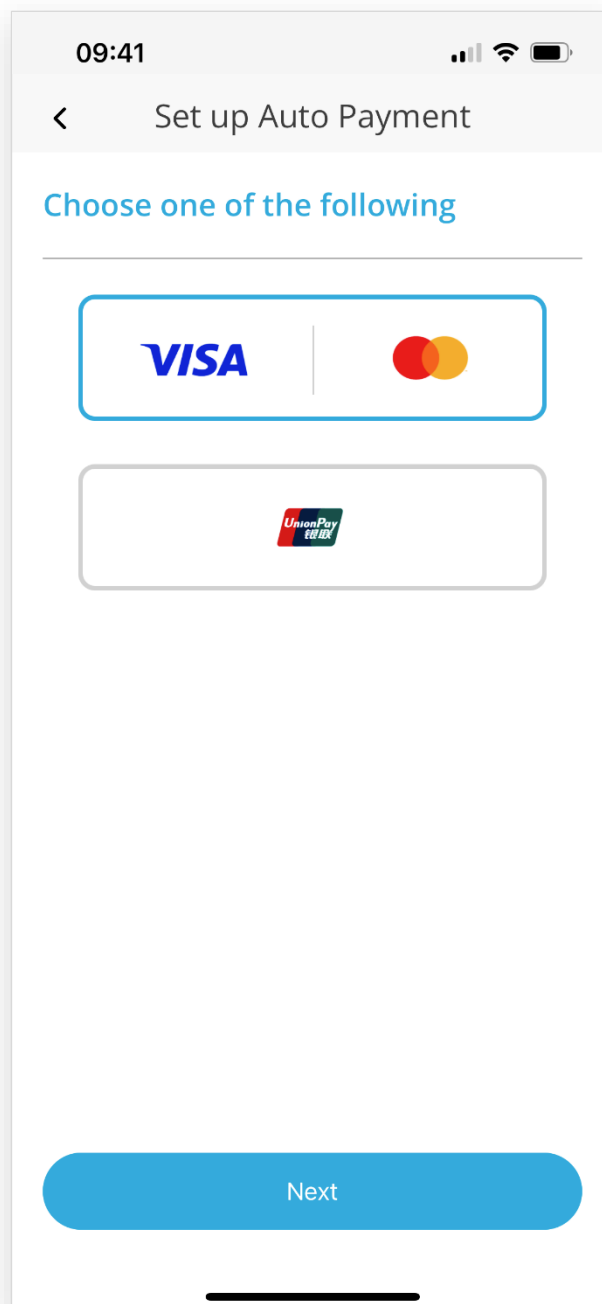 09:41
Set up Auto Payment
Choose one of the following
VISA
UnionPay
银联
Next